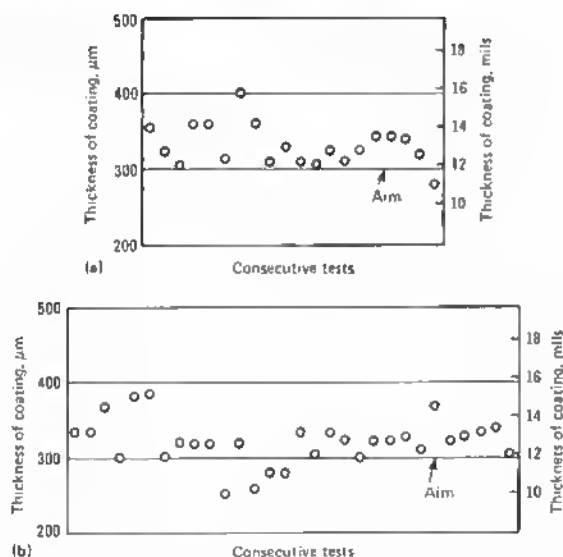 500
400
300
200
Thickness of coating, μm
18
16
14
12
10
Thickness of coating, mils
Aim
(a)
Consecutive tests
500
400
300
200
Thickness of coating, μm
18
16
14
12
10
Thickness of coating, mils
Aim
(b)
Consecutive tests